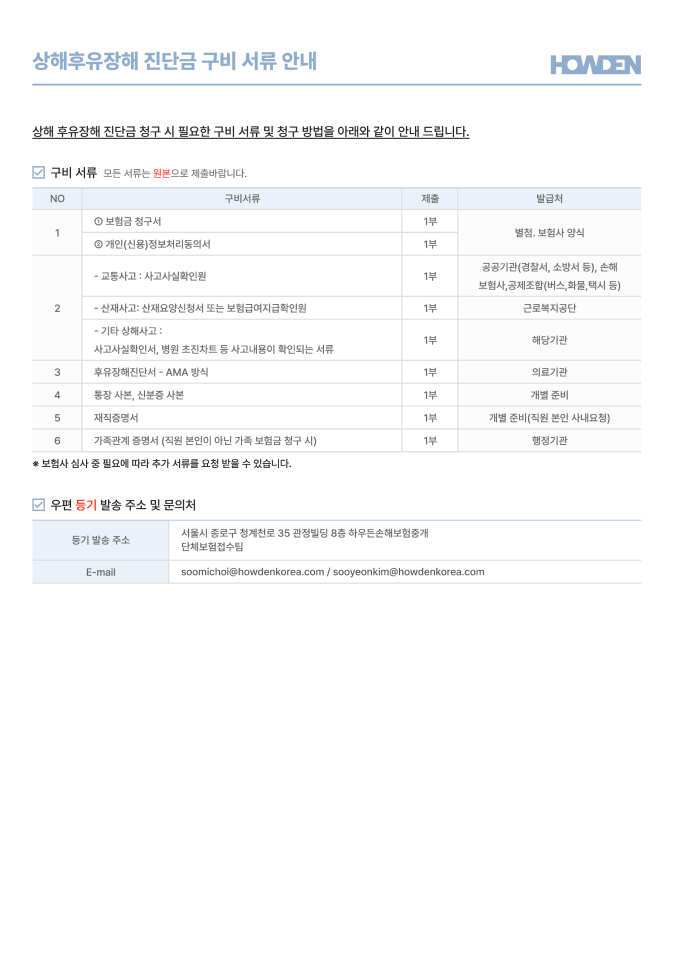 상해후유장해 진단금 구비 서류 안내
HOWDEN
상해 후유장해 진단금 청구 시 필요한 구비 서류 및 청구 방법을 아래와 같이 안내 드립니다.
구비 서류 모든 서류는 원본으로 제출바랍니다.
NO 구비서류 제출 발급처
1 ① 보험금 청구서 1부 별첨. 보험사 양식
② 개인(신용)정보처리동의서 1부
2 - 교통사고 : 사고사실확인원 1부 공공기관(경찰서, 소방서 등), 손해
보험사,공제조합(버스,화물,택시 등)
- 산재사고: 산재요양신청서 또는 보험급여지급확인원 1부 근로복지공단
- 기타 상해사고 :
사고사실확인서, 병원 초진차트 등 사고내용이 확인되는 서류 1부 해당기관
3 후유장해진단서 - AMA 방식 1부 의료기관
4 통장 사본, 신분증 사본 1부 개별 준비
5 재직증명서 1부 개별 준비(직원 본인 사내요청)
6 가족관계 증명서 (직원 본인이 아닌 가족 보험금 청구 시) 1부 행정기관
※ 보험사 심사 중 필요에 따라 추가 서류를 요청 받을 수 있습니다.
우편 등기 발송 주소 및 문의처
등기 발송 주소 서울시 종로구 청계천로 35 관정빌딩 8층 하우든손해보험중개
단체보험접수팀
E-mail soomichoi@howdenkorea.com / sooyeonkim@howdenkorea.com